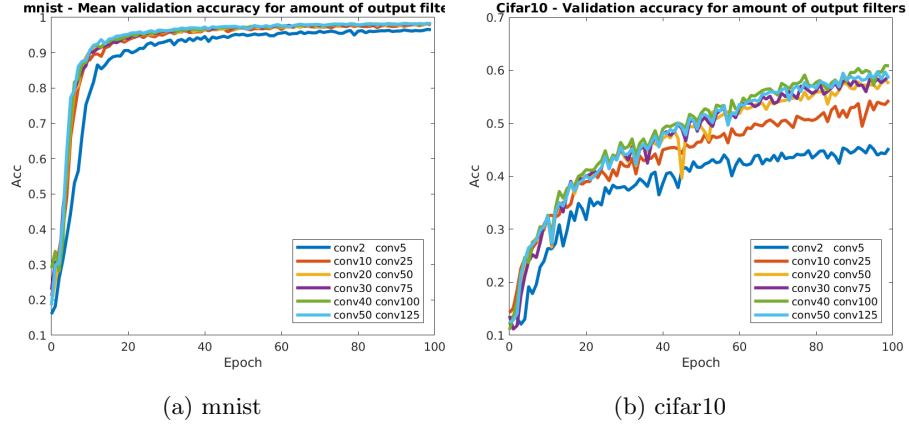 mnist - Mean validation accuracy for amount of output filte
1
0.9
0.8
0.7
0.6
0.5
0.4
0.3
0.2
0.1
Acc
0 20 40 60 80 100
Epoch
conv2 conv5
conv10 conv25
conv20 conv50
conv30 conv75
conv40 conv100
conv50 conv125
(a) mnist
Cifar10 - Validation accuracy for amount of output filters
0.7
0.6
0.5
0.4
0.3
0.2
0.1
Acc
0 20 40 60 80 100
Epoch
conv2 conv5
conv10 conv25
conv20 conv50
conv30 conv75
conv40 conv100
conv50 conv125
(b) cifar10